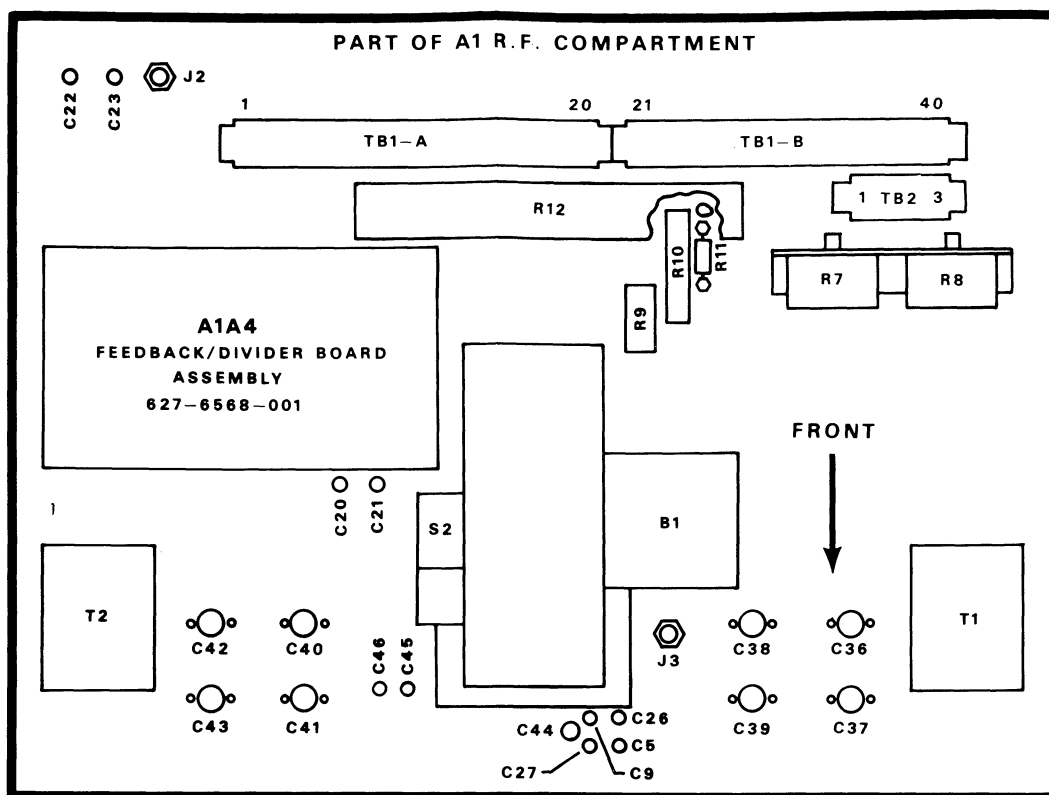 PART OF A1 R.F. COMPARTMENT
C22
C23
J2
1
20
21
40
TB1-A
TB1-B
1 TB2 3
R12
R10
R11
R7
R8
R9
A1A4
FEEDBACK/DIVIDER BOARD
ASSEMBLY
627-6568-001
FRONT
1
C20
C21
S2
B1
T2
T1
C42
C40
C46
C45
J3
C38
C36
C43
C41
C39
C37
C44
C26
C5
C27
C9